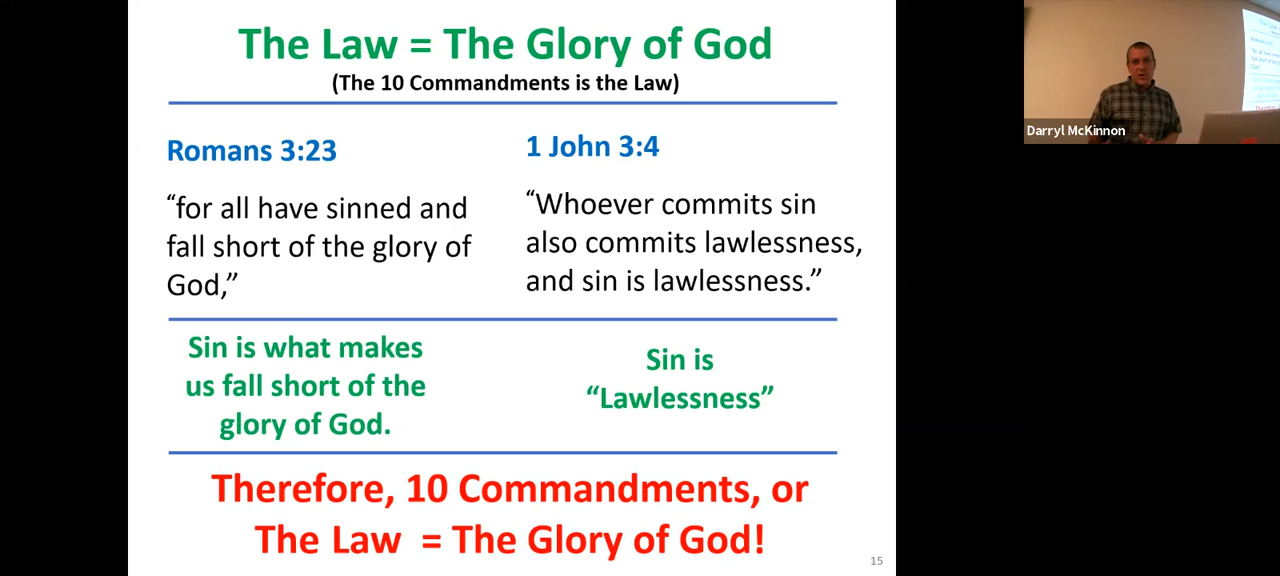 The Law = The Glory of God
(The 10 Commandments is the Law)
Romans 3:23
“for all have sinned and
fall short of the glory of
God,”
1 John 3:4
“Whoever commits sin
also commits lawlessness,
and sin is lawlessness.”
Sin is what makes
us fall short of the
glory of God.
Sin is
“Lawlessness”
Therefore, 10 Commandments, or
The Law = The Glory of God!
15
Darryl McKinnon